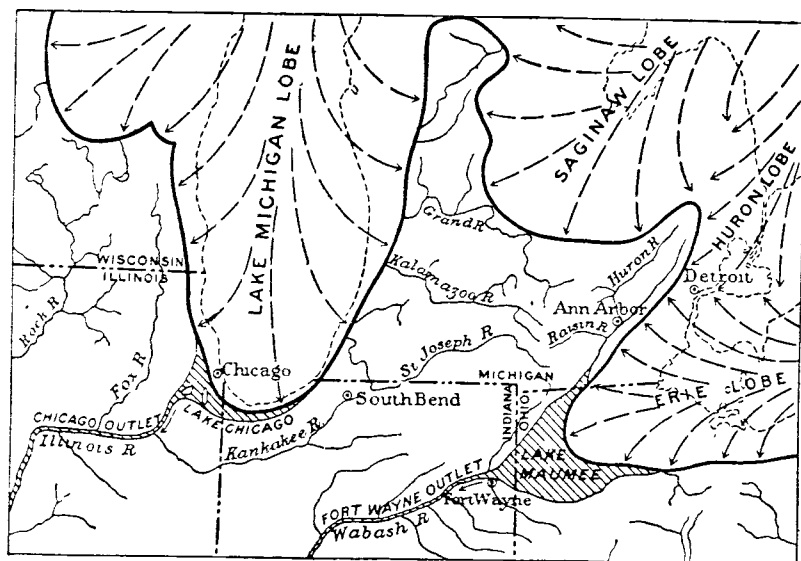 LAKE MICHIGAN LOBE
SAGINAW LOBE
HURON LOBE
Grand R
WISCONSIN
ILLINOIS
Rock R
Kalamazoo R
Huron R
Detroit
Ann Arbor
Raisin R
Fox R
Chicago
St Joseph R
MICHIGAN
INDIANA
OHIO
ERIE LOBE
South Bend
LAKE CHICAGO
CHICAGO OUTLET
Illinois R
Kankakee R
LAKE MAUMEE
FORT WAYNE OUTLET
Fort Wayne
Wabash R